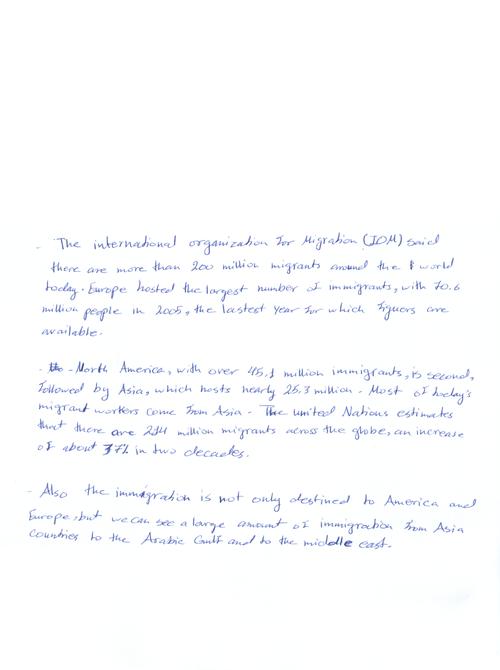 - The international organization for Migration (IOM) said
there are more than 200 million migrants around the world
today. Europe hosted the largest number of immigrants, with 70.6
million people in 2005, the lastest year for which figuers are
available.
- North America, with over 45.1 million immigrants, is second,
followed by Asia, which hosts nearly 25.3 million. Most of today's
migrant workers come from Asia - The united Nations estimates
that there are 214 million migrants across the globe, an increase
of about 37% in two decades.
- Also the immigration is not only destined to America and
Europe, but we can see a large amount of immigration from Asia
countries to the Arabic Gulf and to the middle east.